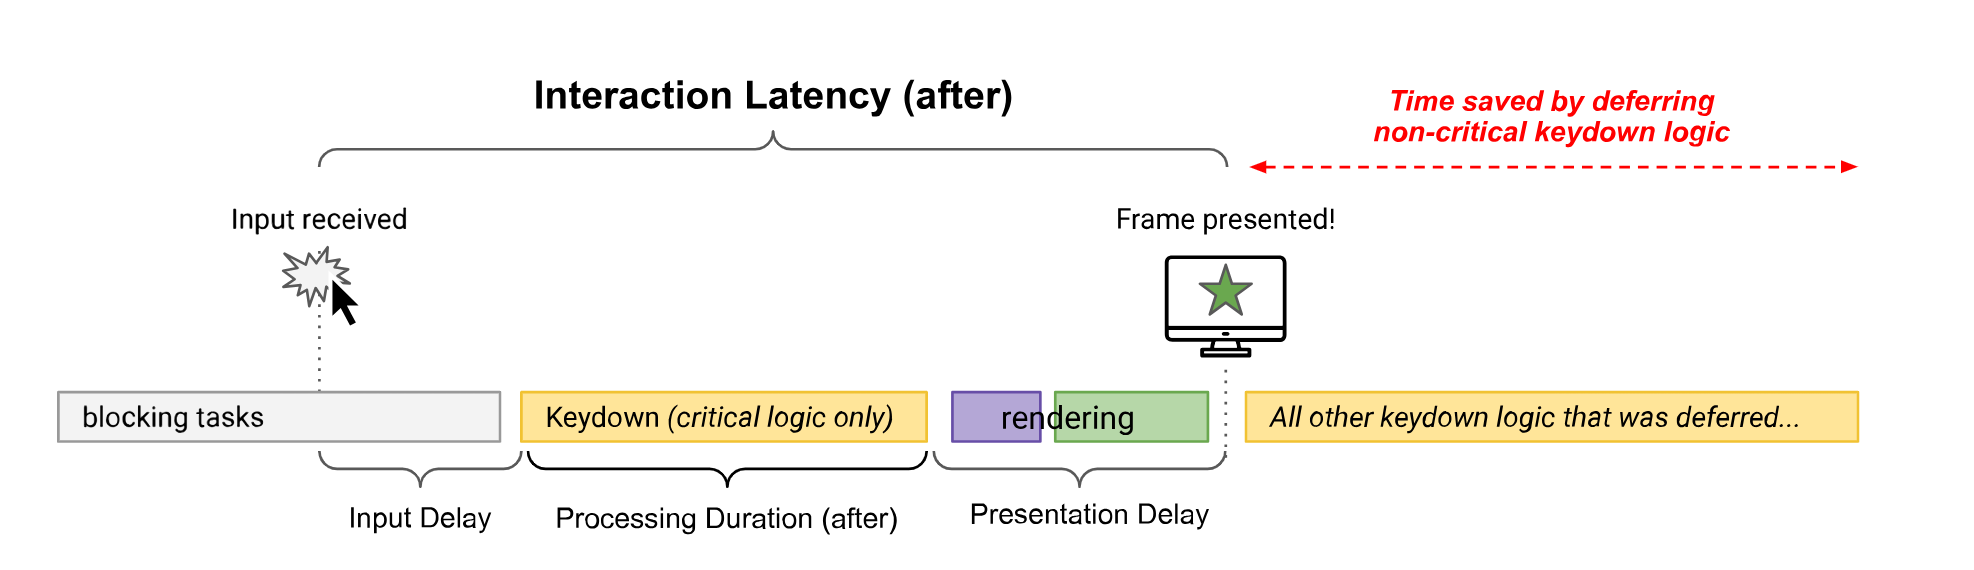 Interaction Latency (after)
Time saved by deferring
non-critical keydown logic
Input received
Frame presented!
blocking tasks
Keydown (critical logic only)
rendering
All other keydown logic that was deferred...
Input Delay
Processing Duration (after)
Presentation Delay